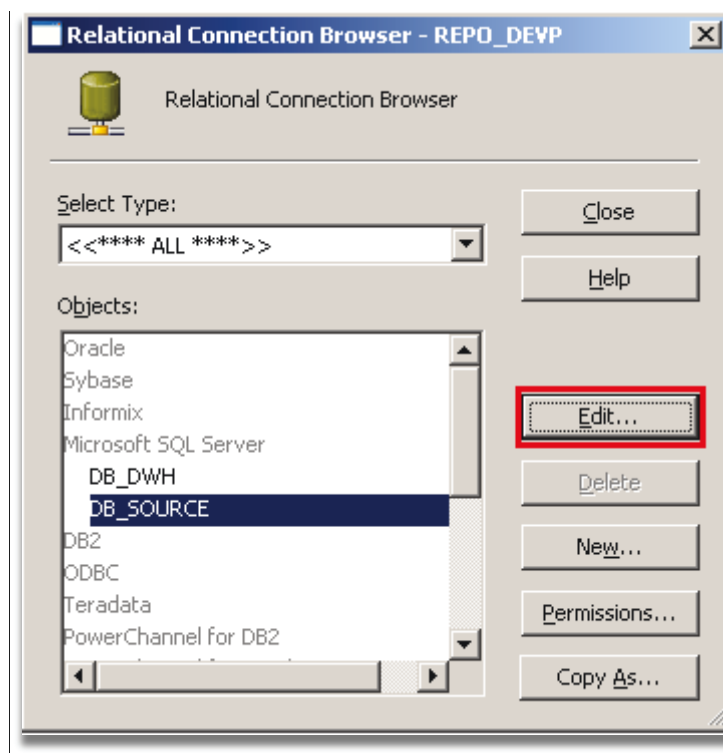 Relational Connection Browser - REPO_DEVP
Relational Connection Browser
Select Type:
<<**** ALL ****>>
Close
Help
Objects:
Oracle
Sybase
Informix
Microsoft SQL Server
DB_DWH
DB_SOURCE
DB2
ODBC
Teradata
PowerChannel for DB2
Edit...
Delete
New...
Permissions...
Copy As...